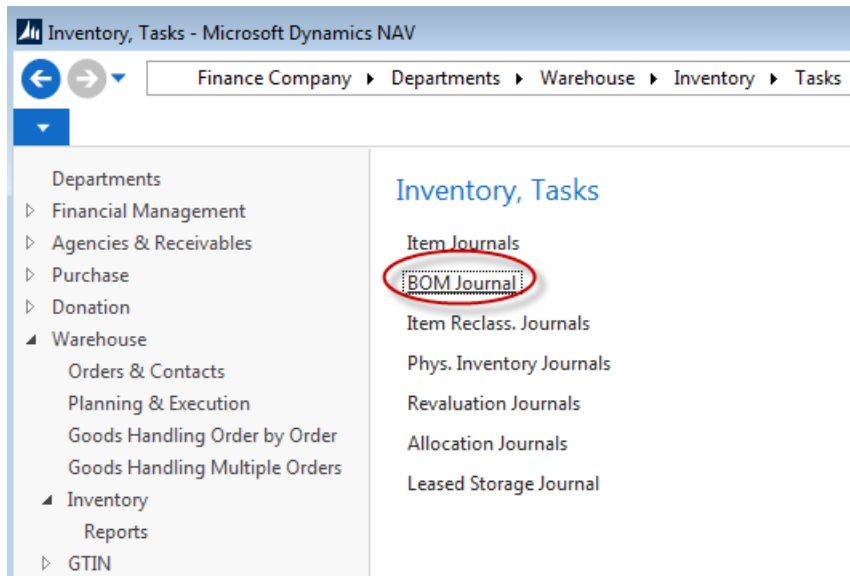 Inventory, Tasks - Microsoft Dynamics NAV
Finance Company ▸ Departments ▸ Warehouse ▸ Inventory ▸ Tasks
Departments
Financial Management
Agencies & Receivables
Purchase
Donation
Warehouse
Orders & Contacts
Planning & Execution
Goods Handling Order by Order
Goods Handling Multiple Orders
Inventory
Reports
GTIN
Inventory, Tasks
Item Journals
BOM Journal
Item Reclass. Journals
Phys. Inventory Journals
Revaluation Journals
Allocation Journals
Leased Storage Journal